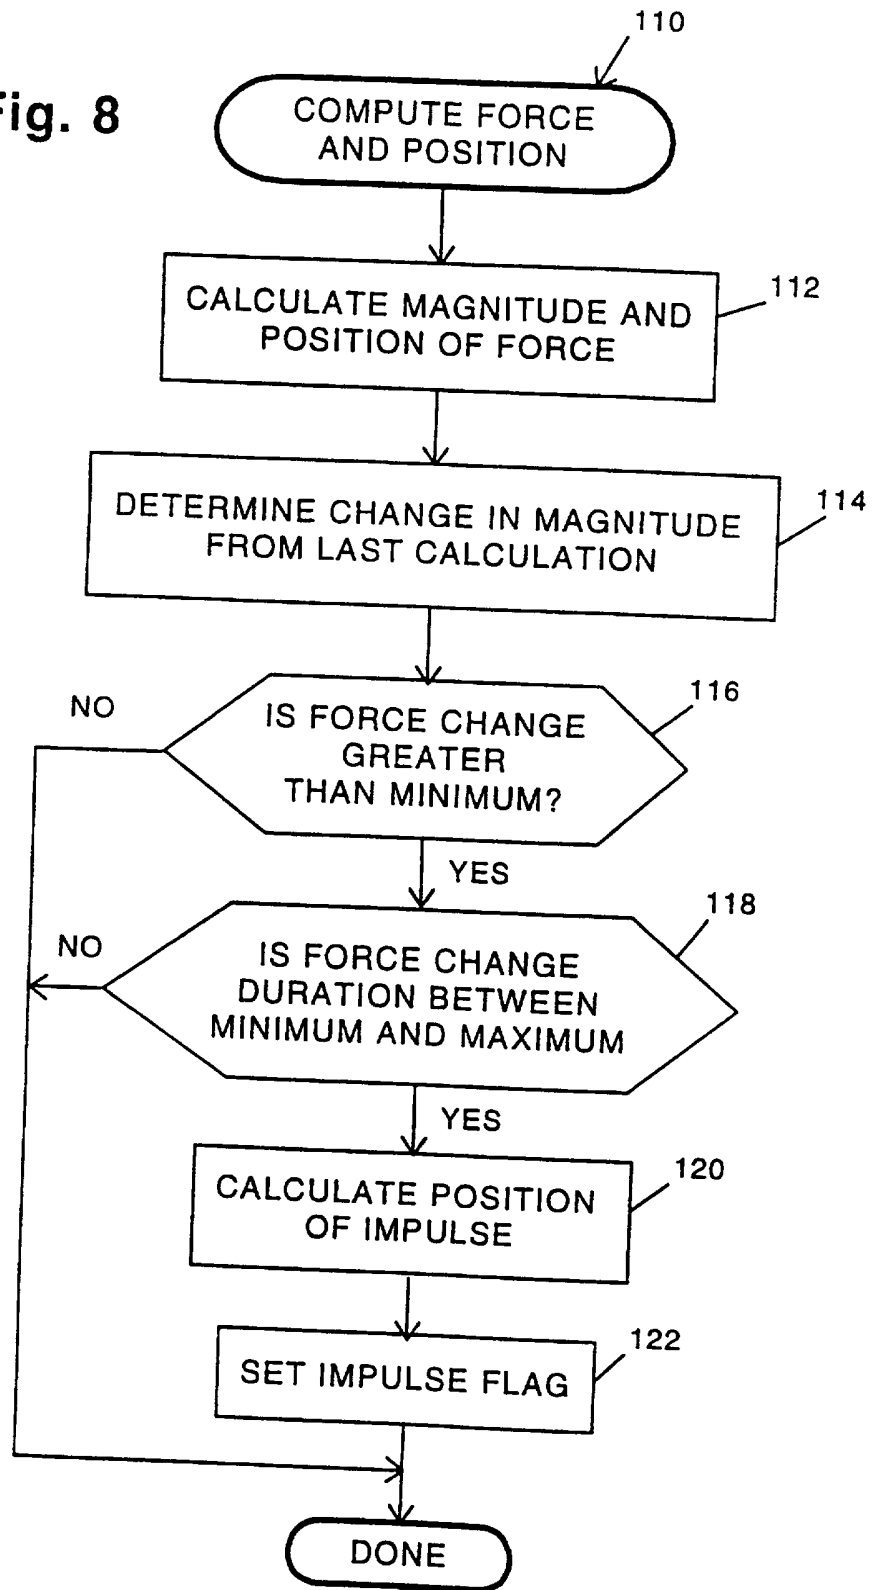 110
Fig. 8
COMPUTE FORCE
AND POSITION
112
CALCULATE MAGNITUDE AND
POSITION OF FORCE
114
DETERMINE CHANGE IN MAGNITUDE
FROM LAST CALCULATION
116
NO
IS FORCE CHANGE
GREATER
THAN MINIMUM?
YES
118
NO
IS FORCE CHANGE
DURATION BETWEEN
MINIMUM AND MAXIMUM
YES
120
CALCULATE POSITION
OF IMPULSE
122
SET IMPULSE FLAG
DONE